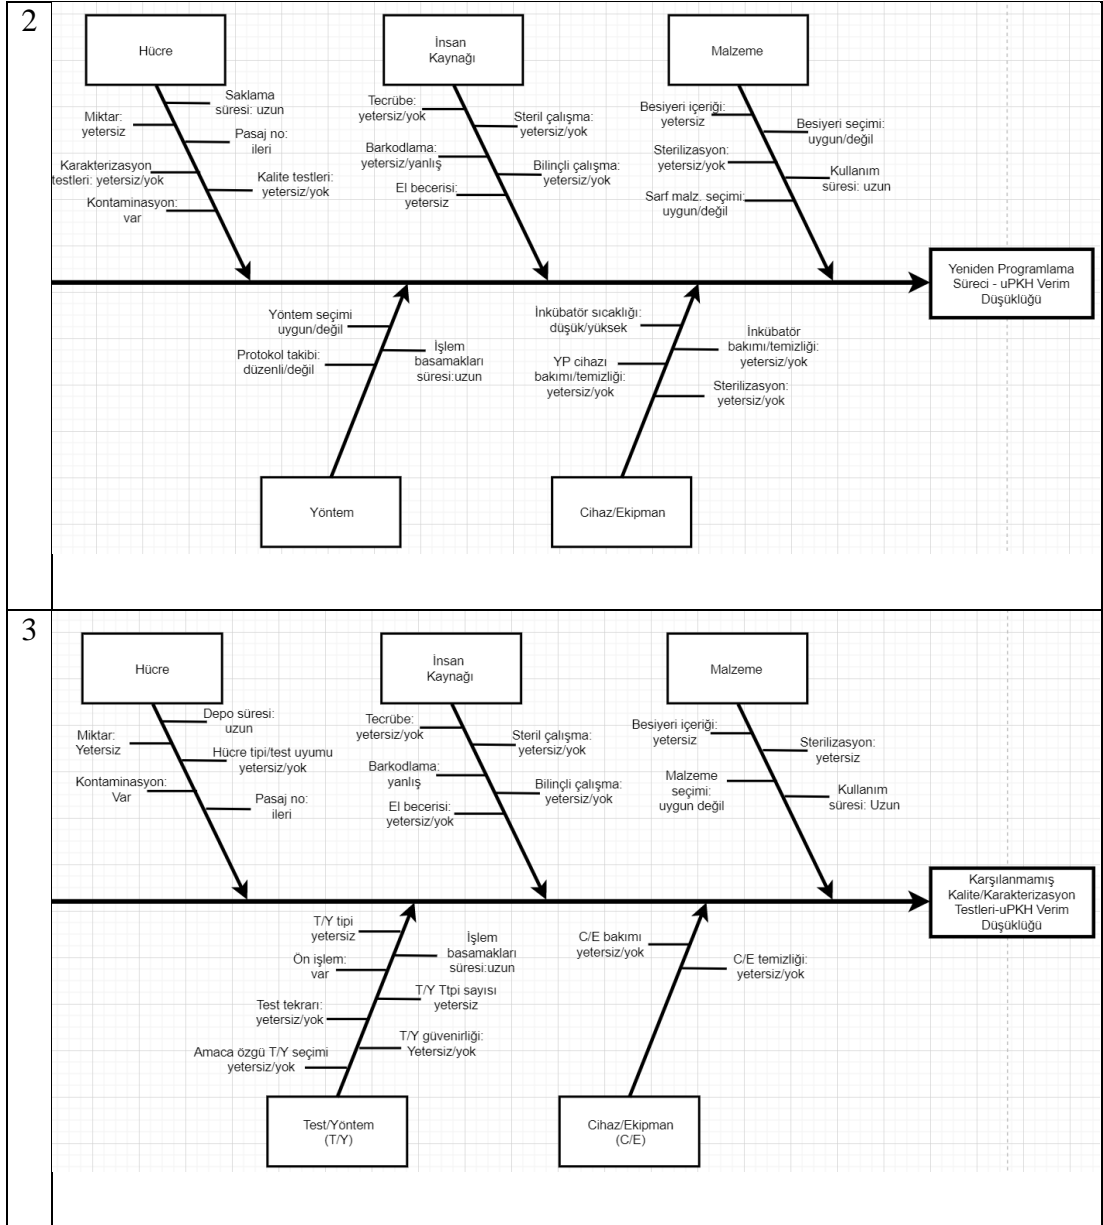 2
Hücre
İnsan
Kaynağı
Malzeme
Saklama
süresi: uzun
Miktar:
yetersiz
Pasaj no:
ileri
Karakterizasyon
testleri: yetersiz/yok
Kalite testleri:
yetersiz/yok
Kontaminasyon:
var
Tecrübe:
yetersiz/yok
Steril çalışma:
yetersiz/yok
Barkodlama:
yetersiz/yanlış
Bilinçli çalışma:
yetersiz/yok
El becerisi:
yetersiz
Besiyeri içeriği:
yetersiz
Besiyeri seçimi:
uygun/değil
Sterilizasyon:
yetersiz/yok
Kullanım
süresi: uzun
Sarf malz. seçimi:
uygun/değil
Yeniden Programlama
Süreci - uPKH Verim
Düşüklüğü
Yöntem seçimi
uygun/değil
İşlem
basamakları
süresi:uzun
Protokol takibi:
düzenli/değil
İnkübatör sıcaklığı:
düşük/yüksek
İnkübatör
bakımı/temizliği:
yetersiz/yok
YP cihazı
bakımı/temizliği:
yetersiz/yok
Sterilizasyon:
yetersiz/yok
Yöntem
Cihaz/Ekipman
3
Hücre
İnsan
Kaynağı
Malzeme
Depo süresi:
uzun
Miktar:
Yetersiz
Hücre tipi/test uyumu
yetersiz/yok
Kontaminasyon:
Var
Pasaj no:
ileri
Tecrübe:
yetersiz/yok
Steril çalışma:
yetersiz/yok
Barkodlama:
yanlış
Bilinçli çalışma:
yetersiz/yok
El becerisi:
yetersiz/yok
Besiyeri içeriği:
yetersiz
Sterilizasyon:
yetersiz
Malzeme
seçimi:
uygun değil
Kullanım
süresi: Uzun
Karşılanmamış
Kalite/Karakterizasyon
Testleri-uPKH Verim
Düşüklüğü
T/Y tipi
yetersiz
İşlem
basamakları
süresi:uzun
Ön işlem:
var
T/Y Ttpi sayısı
yetersiz
Test tekrarı:
yetersiz/yok
T/Y güvenirliği:
Yetersiz/yok
Amaca özgü T/Y seçimi
yetersiz/yok
C/E bakımı
yetersiz/yok
C/E temizliği:
yetersiz/yok
Test/Yöntem
(T/Y)
Cihaz/Ekipman
(C/E)